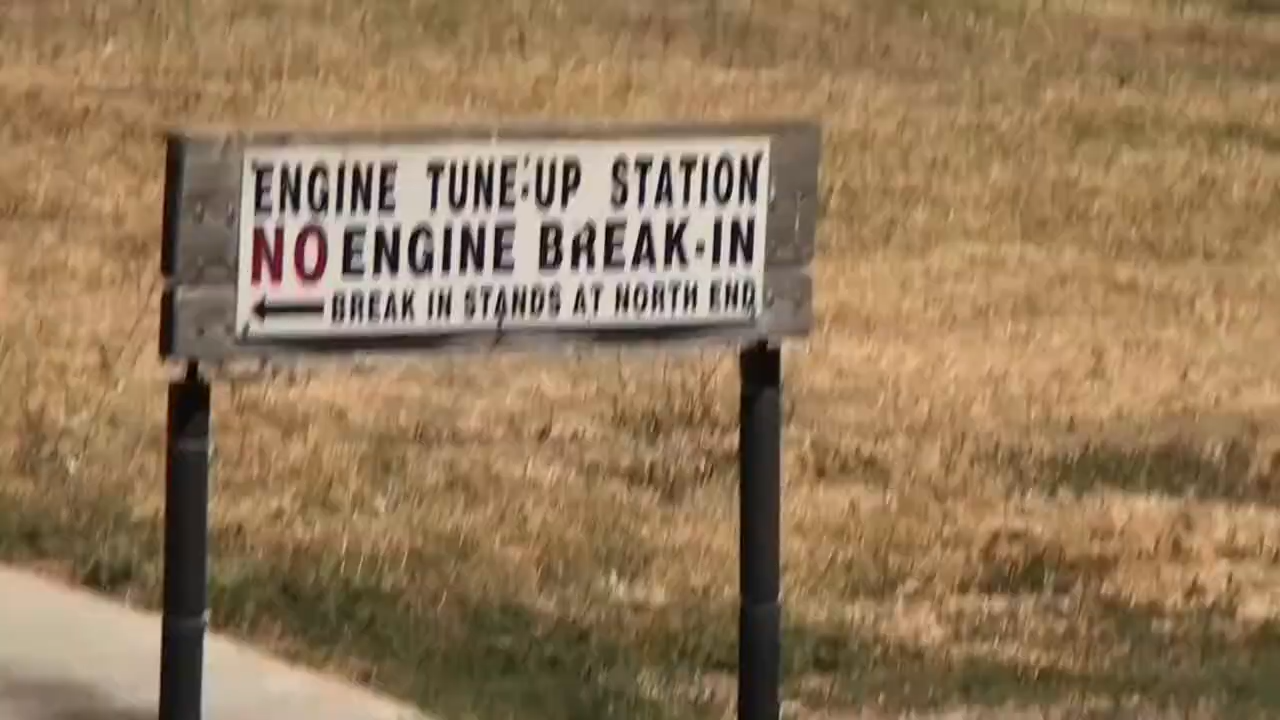 ENGINE TUNE-UP STATION
NO ENGINE BREAK-IN
BREAK IN STANDS AT NORTH END